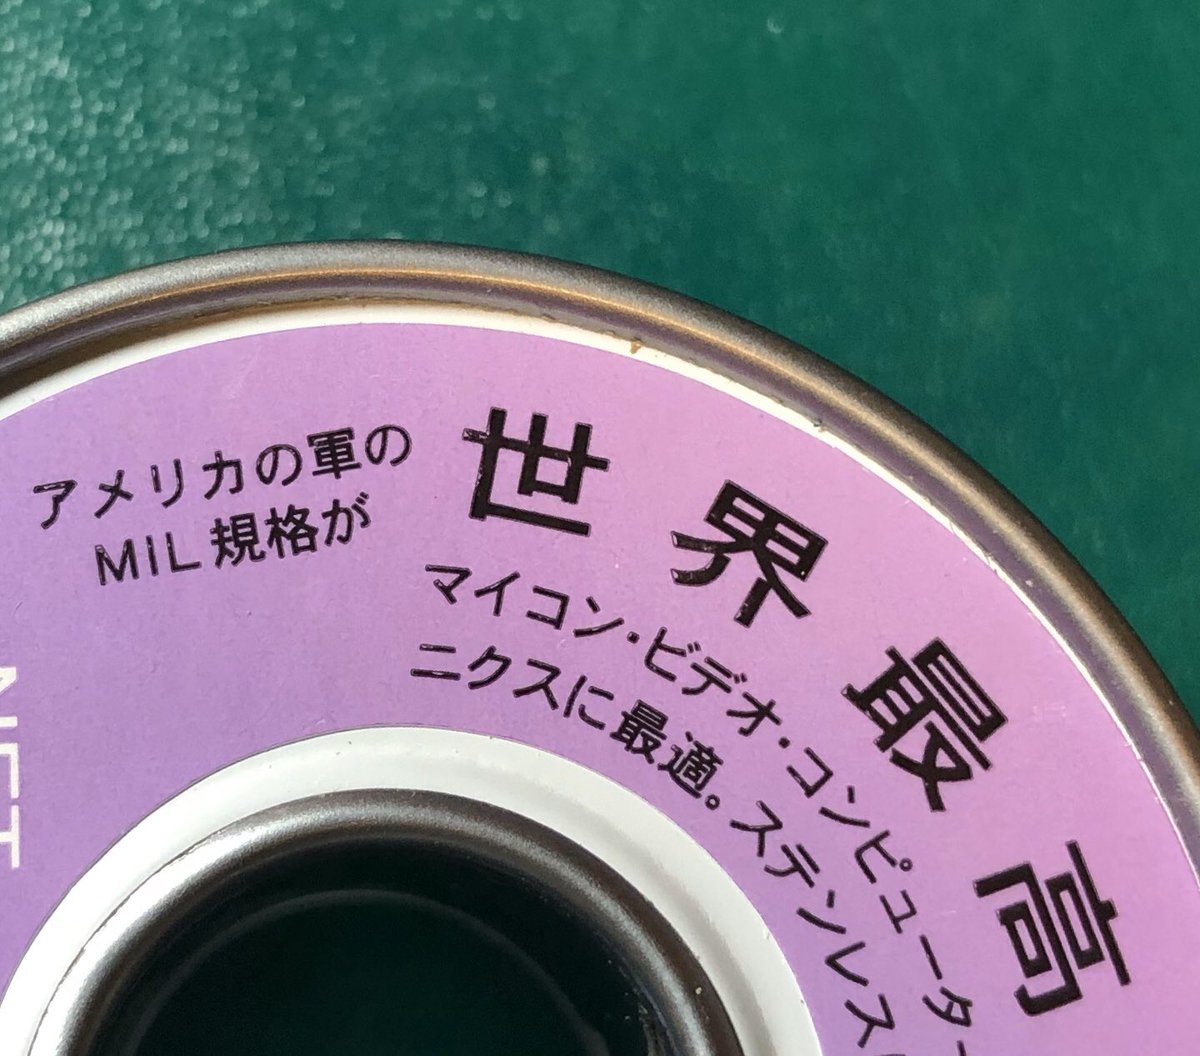 アメリカの軍の
MIL規格が
世界最高
マイコン・ビデオ・コンピュータ
ニクスに最適。ステンレス
NET